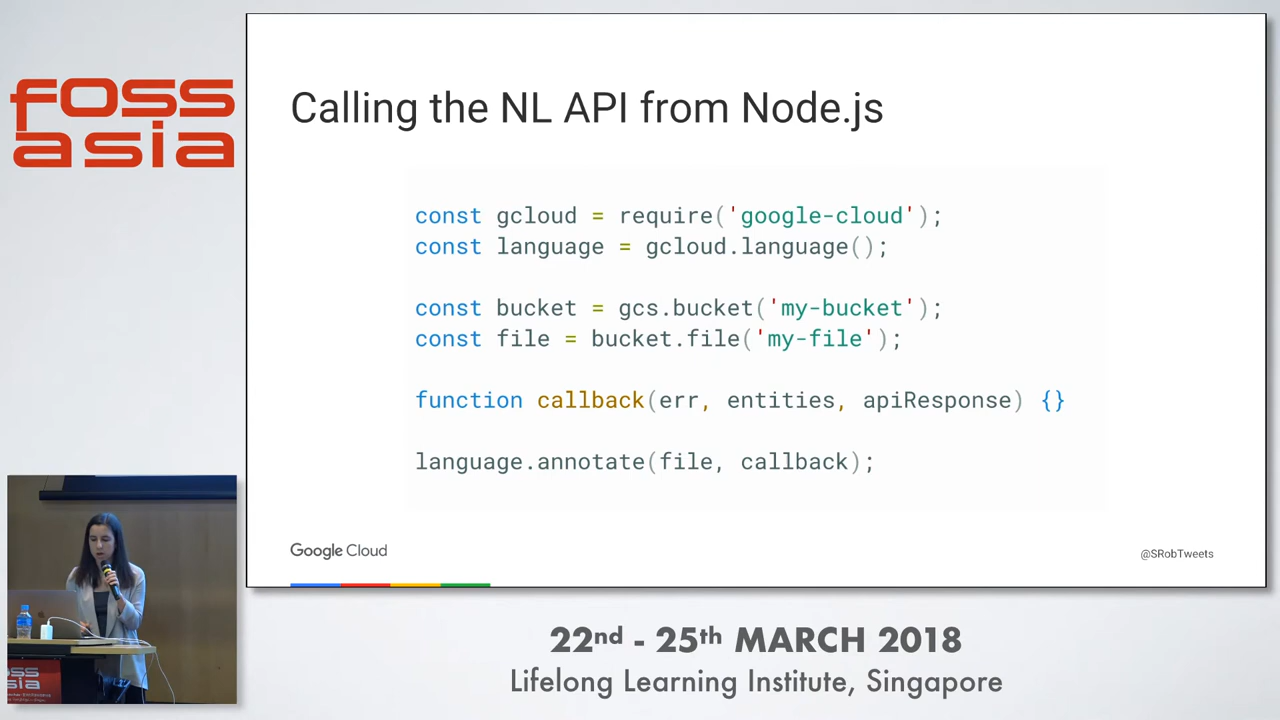 foss
asia
Calling the NL API from Node.js
const gcloud = require('google-cloud');
const language = gcloud.language();
const bucket = gcs.bucket('my-bucket');
const file = bucket.file('my-file');
function callback(err, entities, apiResponse) {}
language.annotate(file, callback);
Google Cloud
@SRobTweets
foss
asia
22nd - 25th MARCH 2018
Lifelong Learning Institute, Singapore